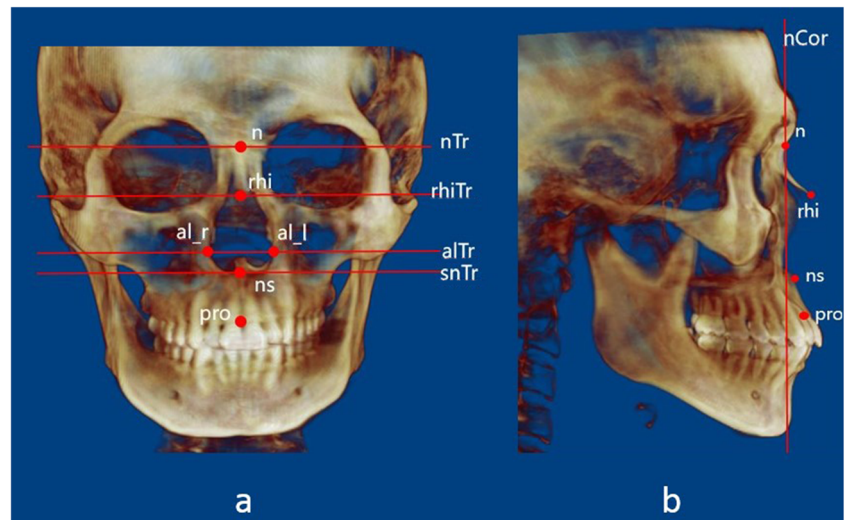 n
nTr
rhi
rhiTr
al_r
al_l
alTr
snTr
ns
pro
a
nCor
n
rhi
ns
pro
b